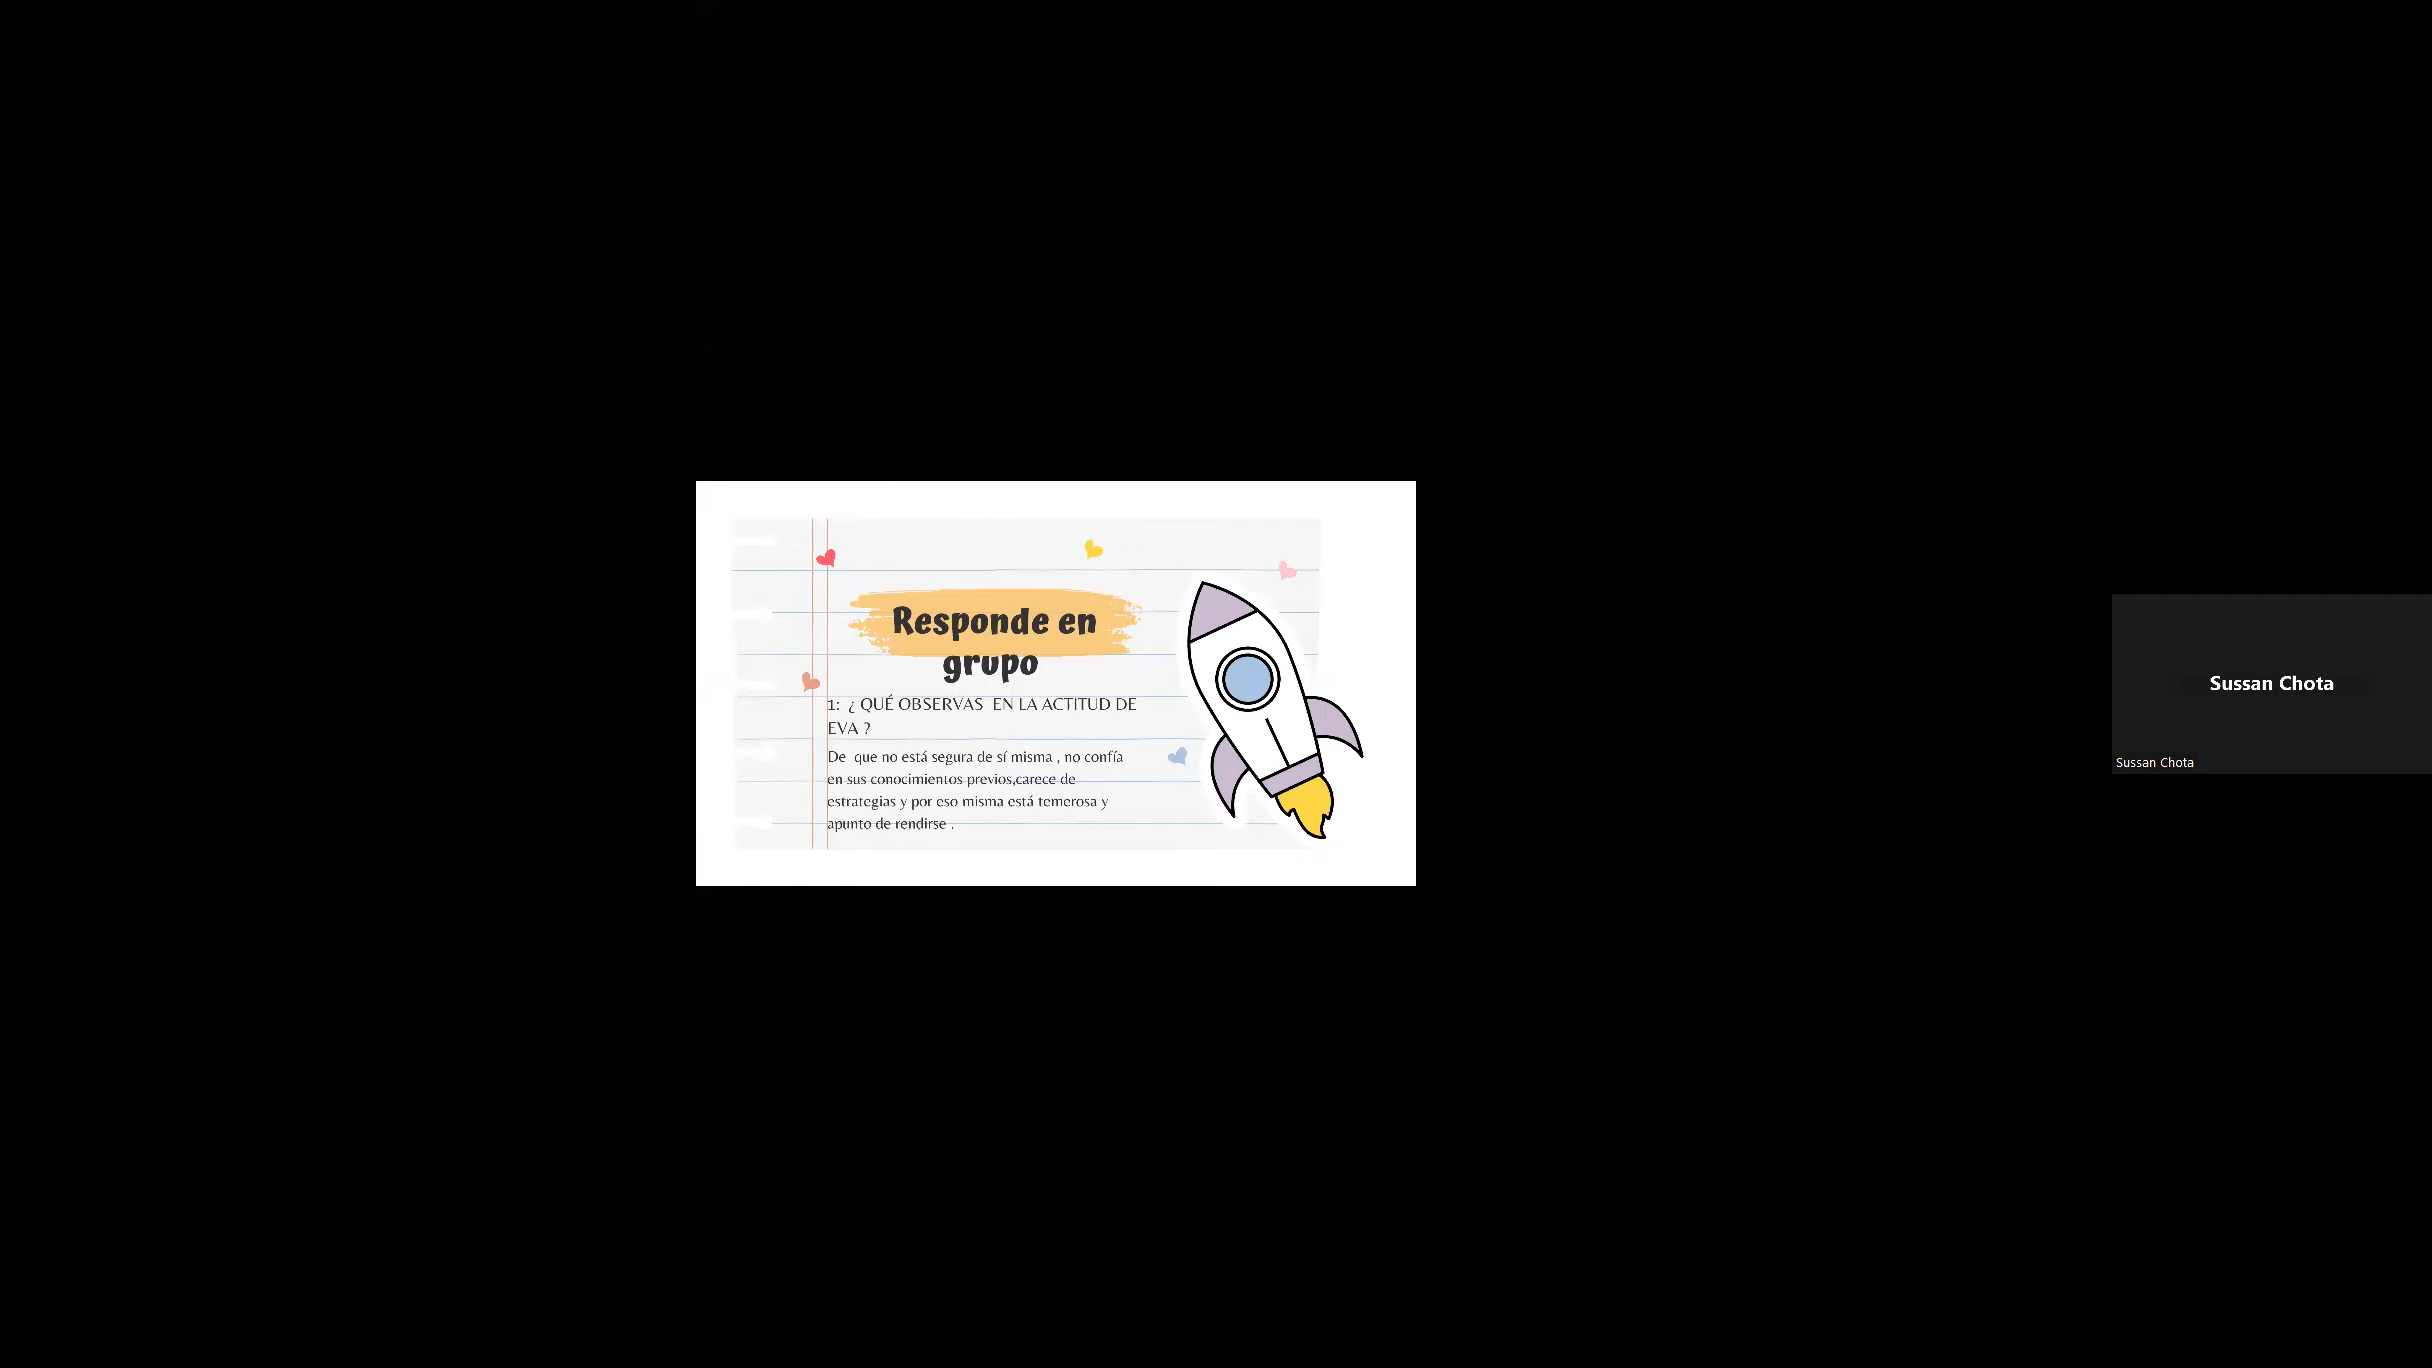 Responde en
grupo
1: ¿ QUÉ OBSERVAS EN LA ACTITUD DE
EVA ?
De que no está segura de sí misma , no confía
en sus conocimientos previos,carece de
estrategias y por eso misma está temerosa y
apunto de rendirse .
Sussan Chota
Sussan Chota